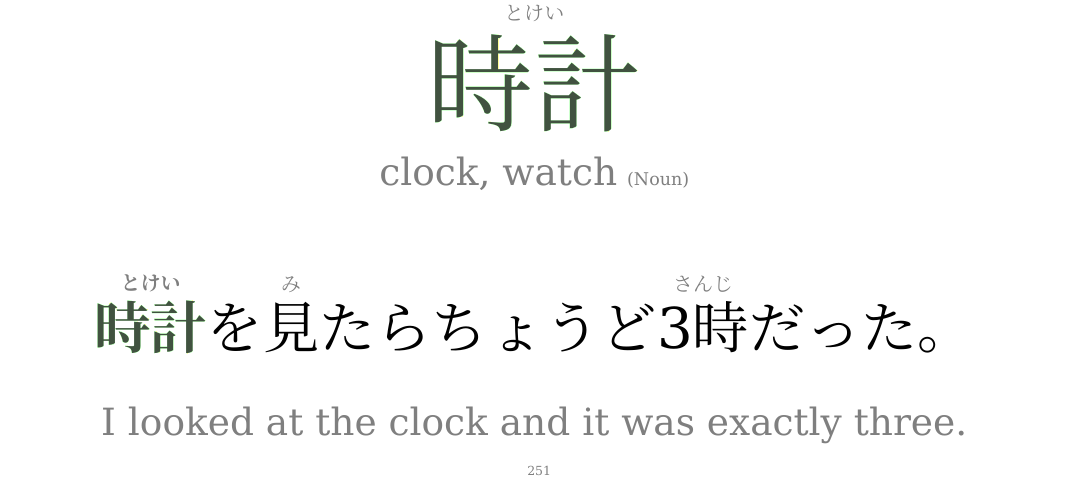 とけい
時計
clock, watch (Noun)
とけい み さんじ
時計を見たらちょうど3時だった。
I looked at the clock and it was exactly three.
251